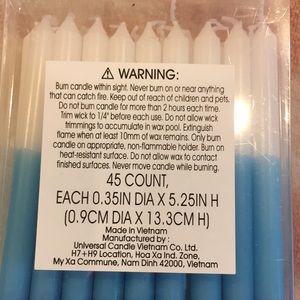 ⚠ WARNING:
Burn candle within sight. Never burn on or near anything
that can catch fire. Keep out of reach of children and pets.
Do not burn candle for more than 2 hours each time.
Trim wick to 1/4" before each use. Do not allow wick
trimmings to accumulate in wax pool. Extinguish
flame when at least 10mm of wax remains. Only burn
candle on appropriate, non-flammable holder. Burn on
heat-resistant surface. Do not allow wax to contact
finished surfaces. Never move candle while burning.
45 COUNT,
EACH 0.35IN DIA X 5.25IN H
(0.9CM DIA X 13.3CM H)
Made in Vietnam
Manufactured by :
Universal Candle Vietnam Co. Ltd.
H7+H9 Location, Hoa Xa Ind. Zone,
My Xa Commune, Nam Dinh 42000, Vietnam